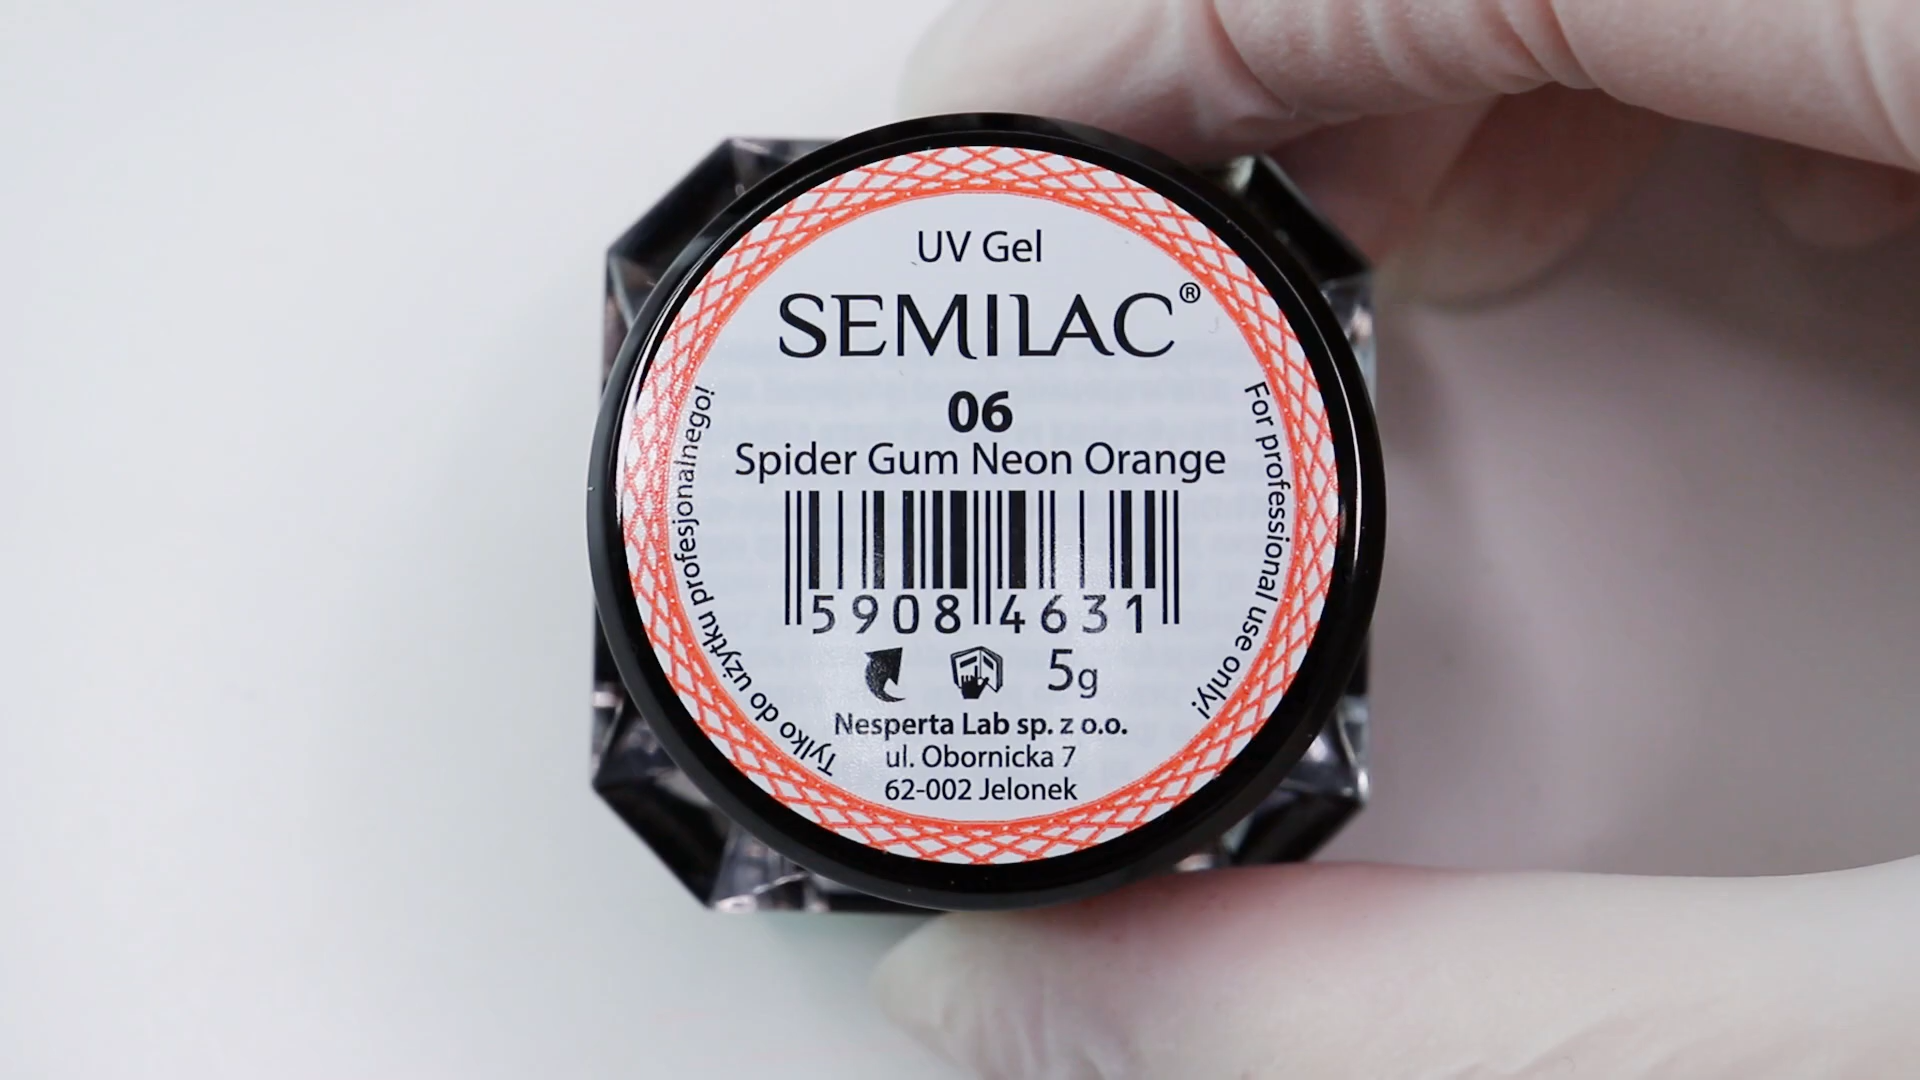 UV Gel
SEMILAC®
06
Spider Gum Neon Orange
5908 4631
5g
Nesperta Lab sp. z o.o.
ul. Obornicka 7
62-002 Jelonek
Tylko do użytku profesjonalnego!
For professional use only!